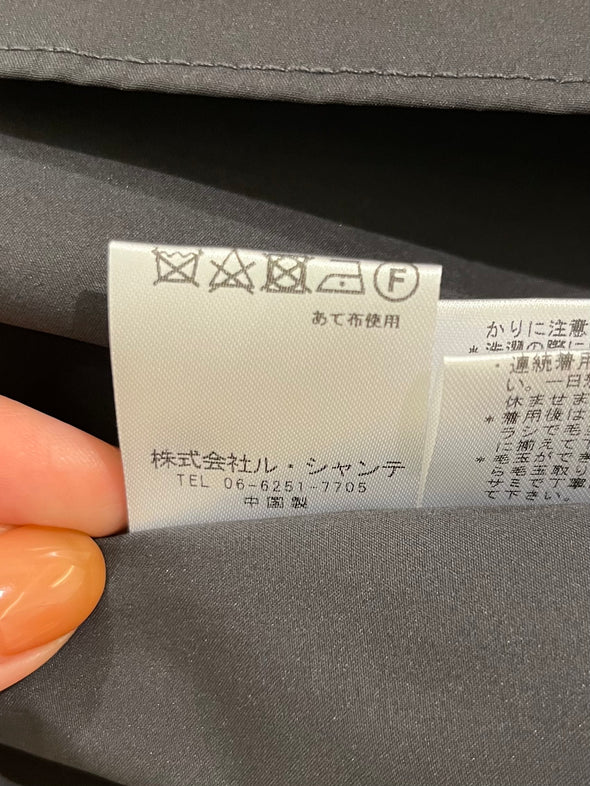 F
あて布使用
株式会社ル・シャンテ
TEL 06-6251-7705
中国製
かりに注意
*洗濯の際に
・連続着用
い。一日
休ませま
*着用後は
ラシで毛
に揃えて
*毛玉ができ
ら毛玉取り
サミで丁寧
て下さい。